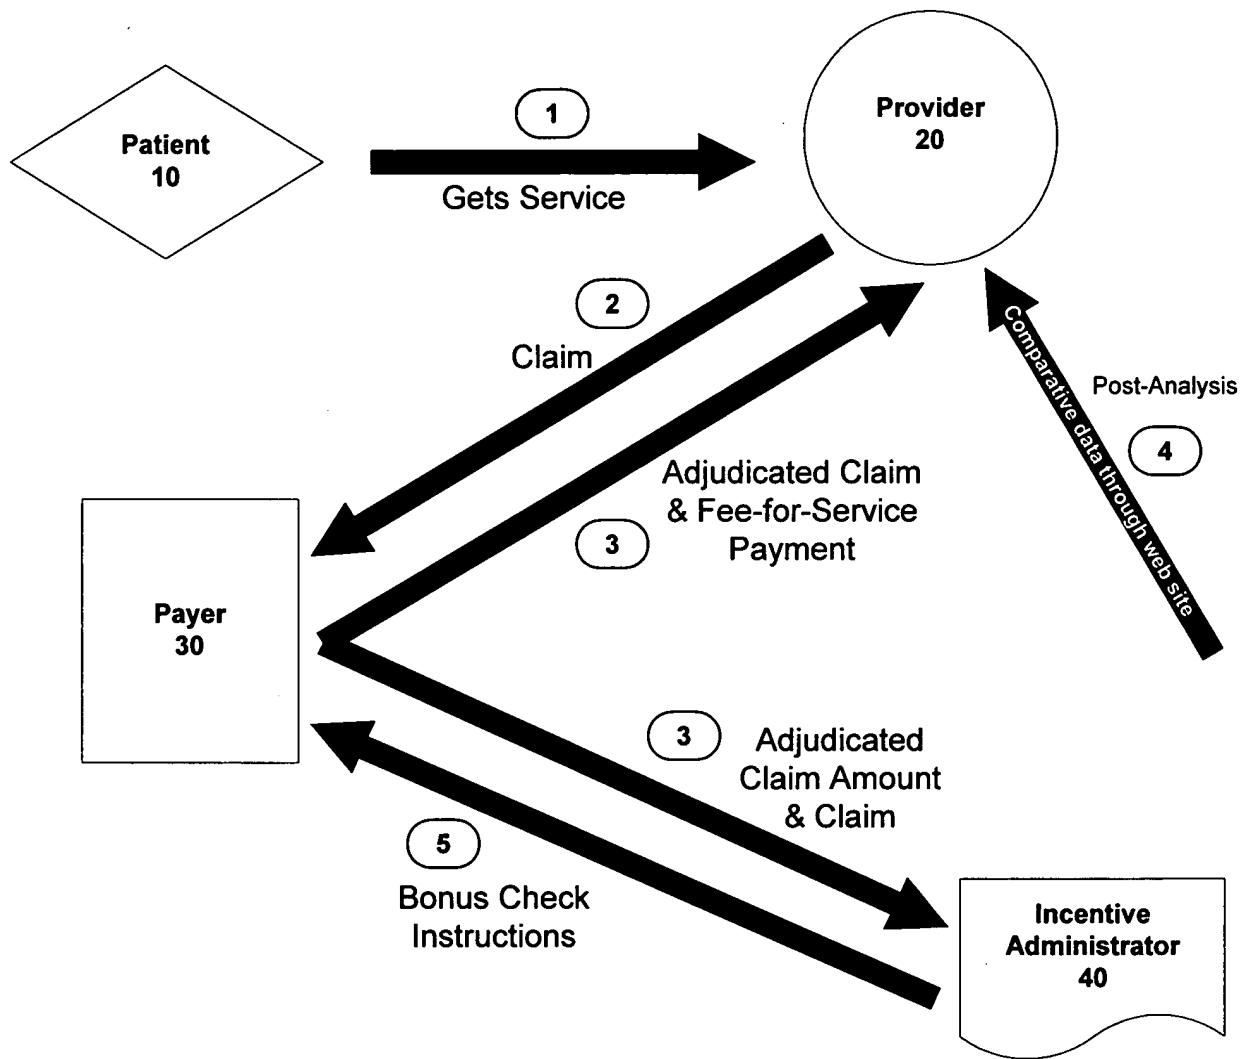 Patient
10
1
Gets Service
Provider
20
2
Claim
Adjudicated Claim
& Fee-for-Service
Payment
3
Post-Analysis
4
Comparative data through web site
Payer
30
3
Adjudicated
Claim Amount
& Claim
5
Bonus Check
Instructions
Incentive
Administrator
40